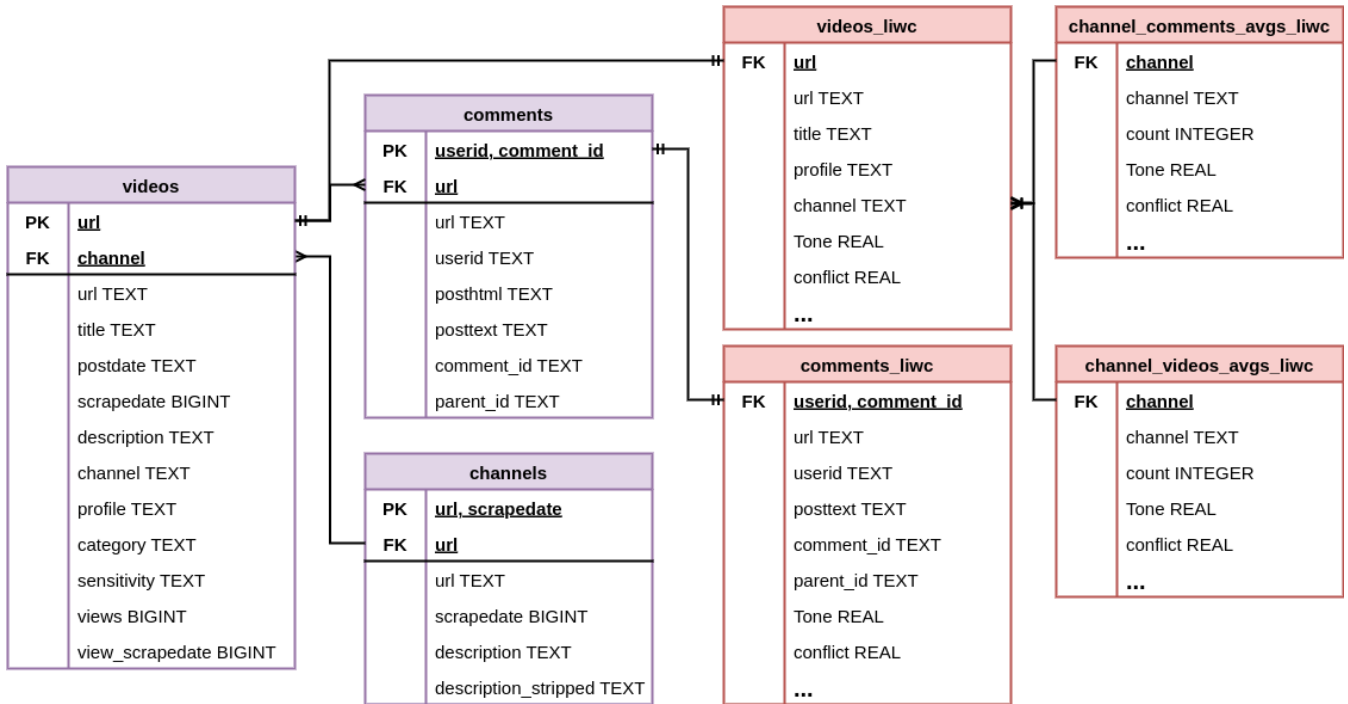 videos
PK url
FK channel
url TEXT
title TEXT
postdate TEXT
scrapedate BIGINT
description TEXT
channel TEXT
profile TEXT
category TEXT
sensitivity TEXT
views BIGINT
view_scrapedate BIGINT
comments
PK userid, comment_id
FK url
url TEXT
userid TEXT
posthtml TEXT
posttext TEXT
comment_id TEXT
parent_id TEXT
channels
PK url, scrapedate
FK url
url TEXT
scrapedate BIGINT
description TEXT
description_stripped TEXT
videos_liwc
FK url
url TEXT
title TEXT
profile TEXT
channel TEXT
Tone REAL
conflict REAL
...
comments_liwc
FK userid, comment_id
url TEXT
userid TEXT
posttext TEXT
comment_id TEXT
parent_id TEXT
Tone REAL
conflict REAL
...
channel_comments_avgs_liwc
FK channel
channel TEXT
count INTEGER
Tone REAL
conflict REAL
...
channel_videos_avgs_liwc
FK channel
channel TEXT
count INTEGER
Tone REAL
conflict REAL
...